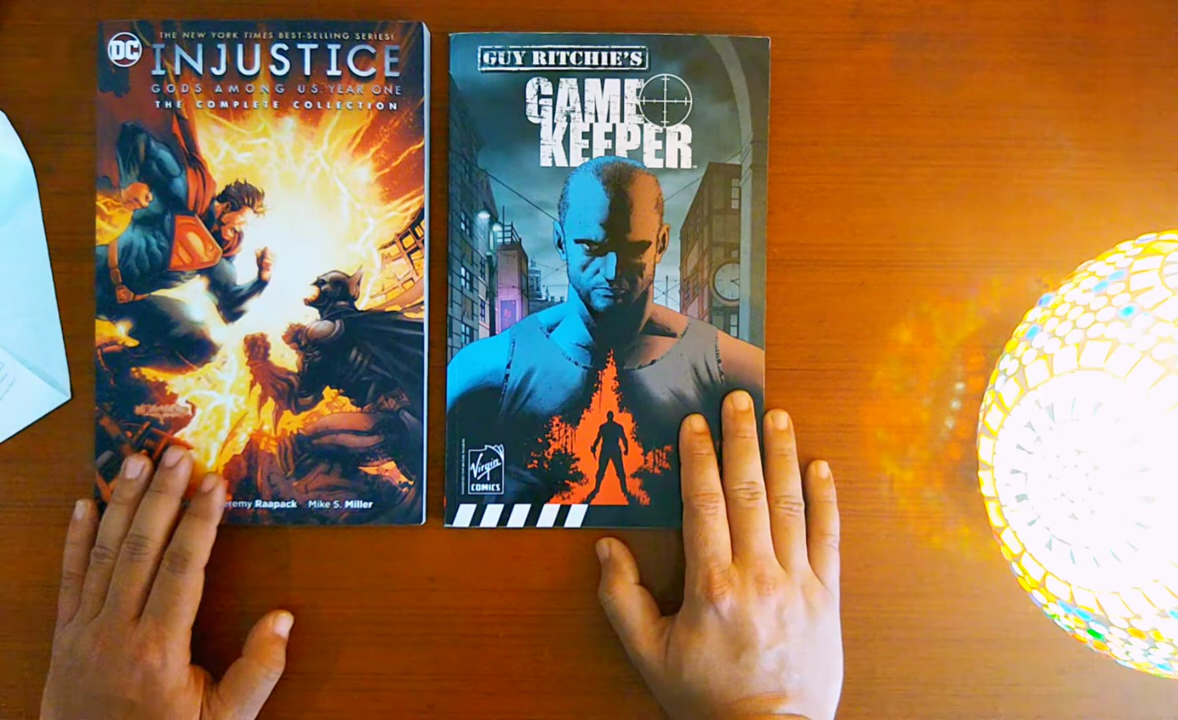 THE NEW YORK TIMES BEST-SELLING SERIES!
DC
INJUSTICE
GODS AMONG US: YEAR ONE
THE COMPLETE COLLECTION
Jeremy Raapack Mike S. Miller
GUY RITCHIE'S
GAME
KEEPER
Virgin
COMICS